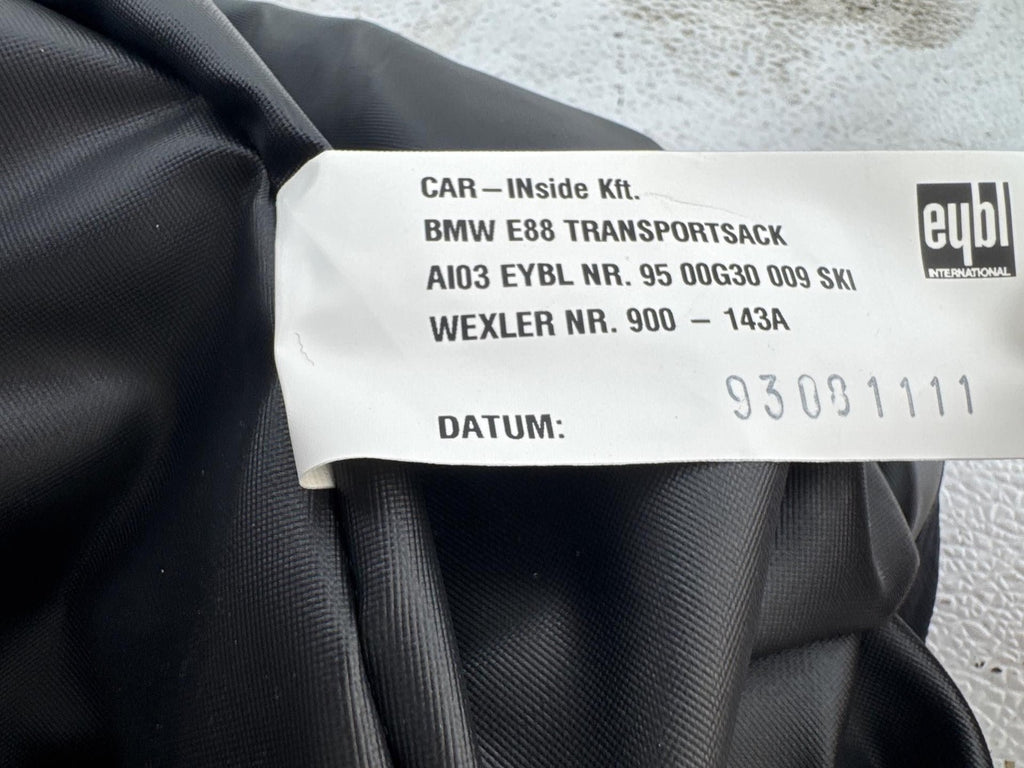 CAR-INside Kft.
BMW E88 TRANSPORTSACK
AI03 EYBL NR. 95 00G30 009 SKI
WEXLER NR. 900 - 143A
DATUM:
93081111
eybl
INTERNATIONAL